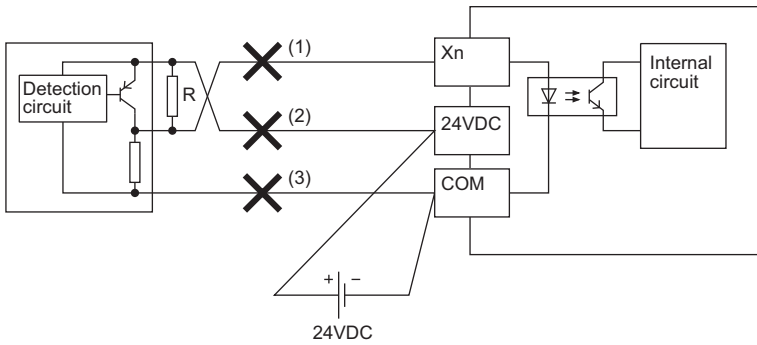 (1)
Xn
Internal
circuit
Detection
circuit
R
(2)
24VDC
(3)
COM
+ −
24VDC